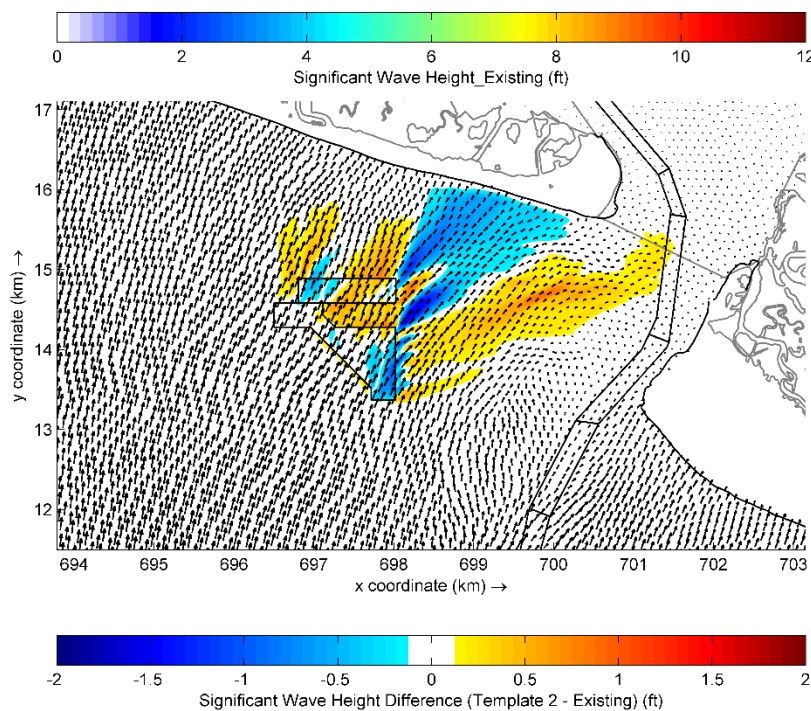 0 2 4 6 8 10 12
Significant Wave Height_Existing (ft)
17
16
15
14
13
12
y coordinate (km) →
694 695 696 697 698 699 700 701 702 703
x coordinate (km) →
-2 -1.5 -1 -0.5 0 0.5 1 1.5 2
Significant Wave Height Difference (Template 2 - Existing) (ft)